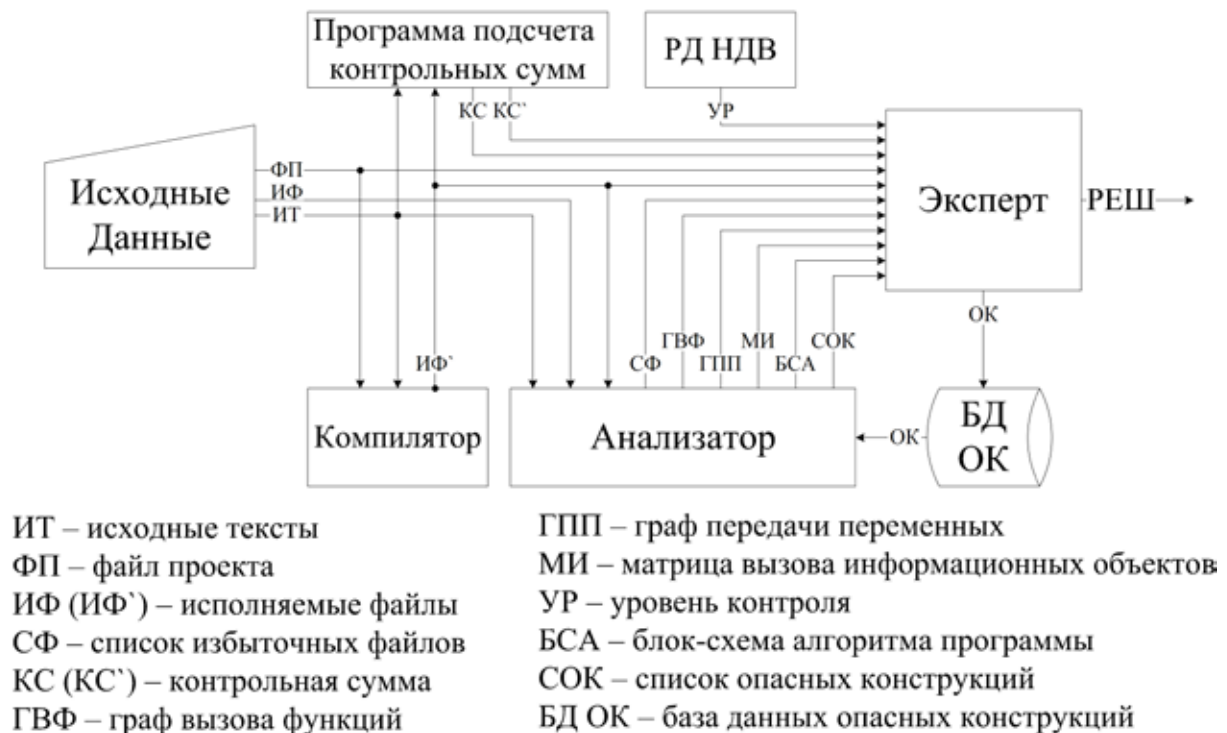 Программа подсчета
контрольных сумм
РД НДВ
КС КС`
УР
Исходные
Данные
ФП
ИФ
ИТ
Эксперт
РЕШ
ОК
ИФ`
СФ
ГВФ
ГПП
МИ
БСА
СОК
Компилятор
Анализатор
ОК
БД
ОК
ИТ – исходные тексты
ФП – файл проекта
ИФ (ИФ`) – исполняемые файлы
СФ – список избыточных файлов
КС (КС`) – контрольная сумма
ГВФ – граф вызова функций
ГПП – граф передачи переменных
МИ – матрица вызова информационных объектов
УР – уровень контроля
БСА – блок-схема алгоритма программы
СОК – список опасных конструкций
БД ОК – база данных опасных конструкций